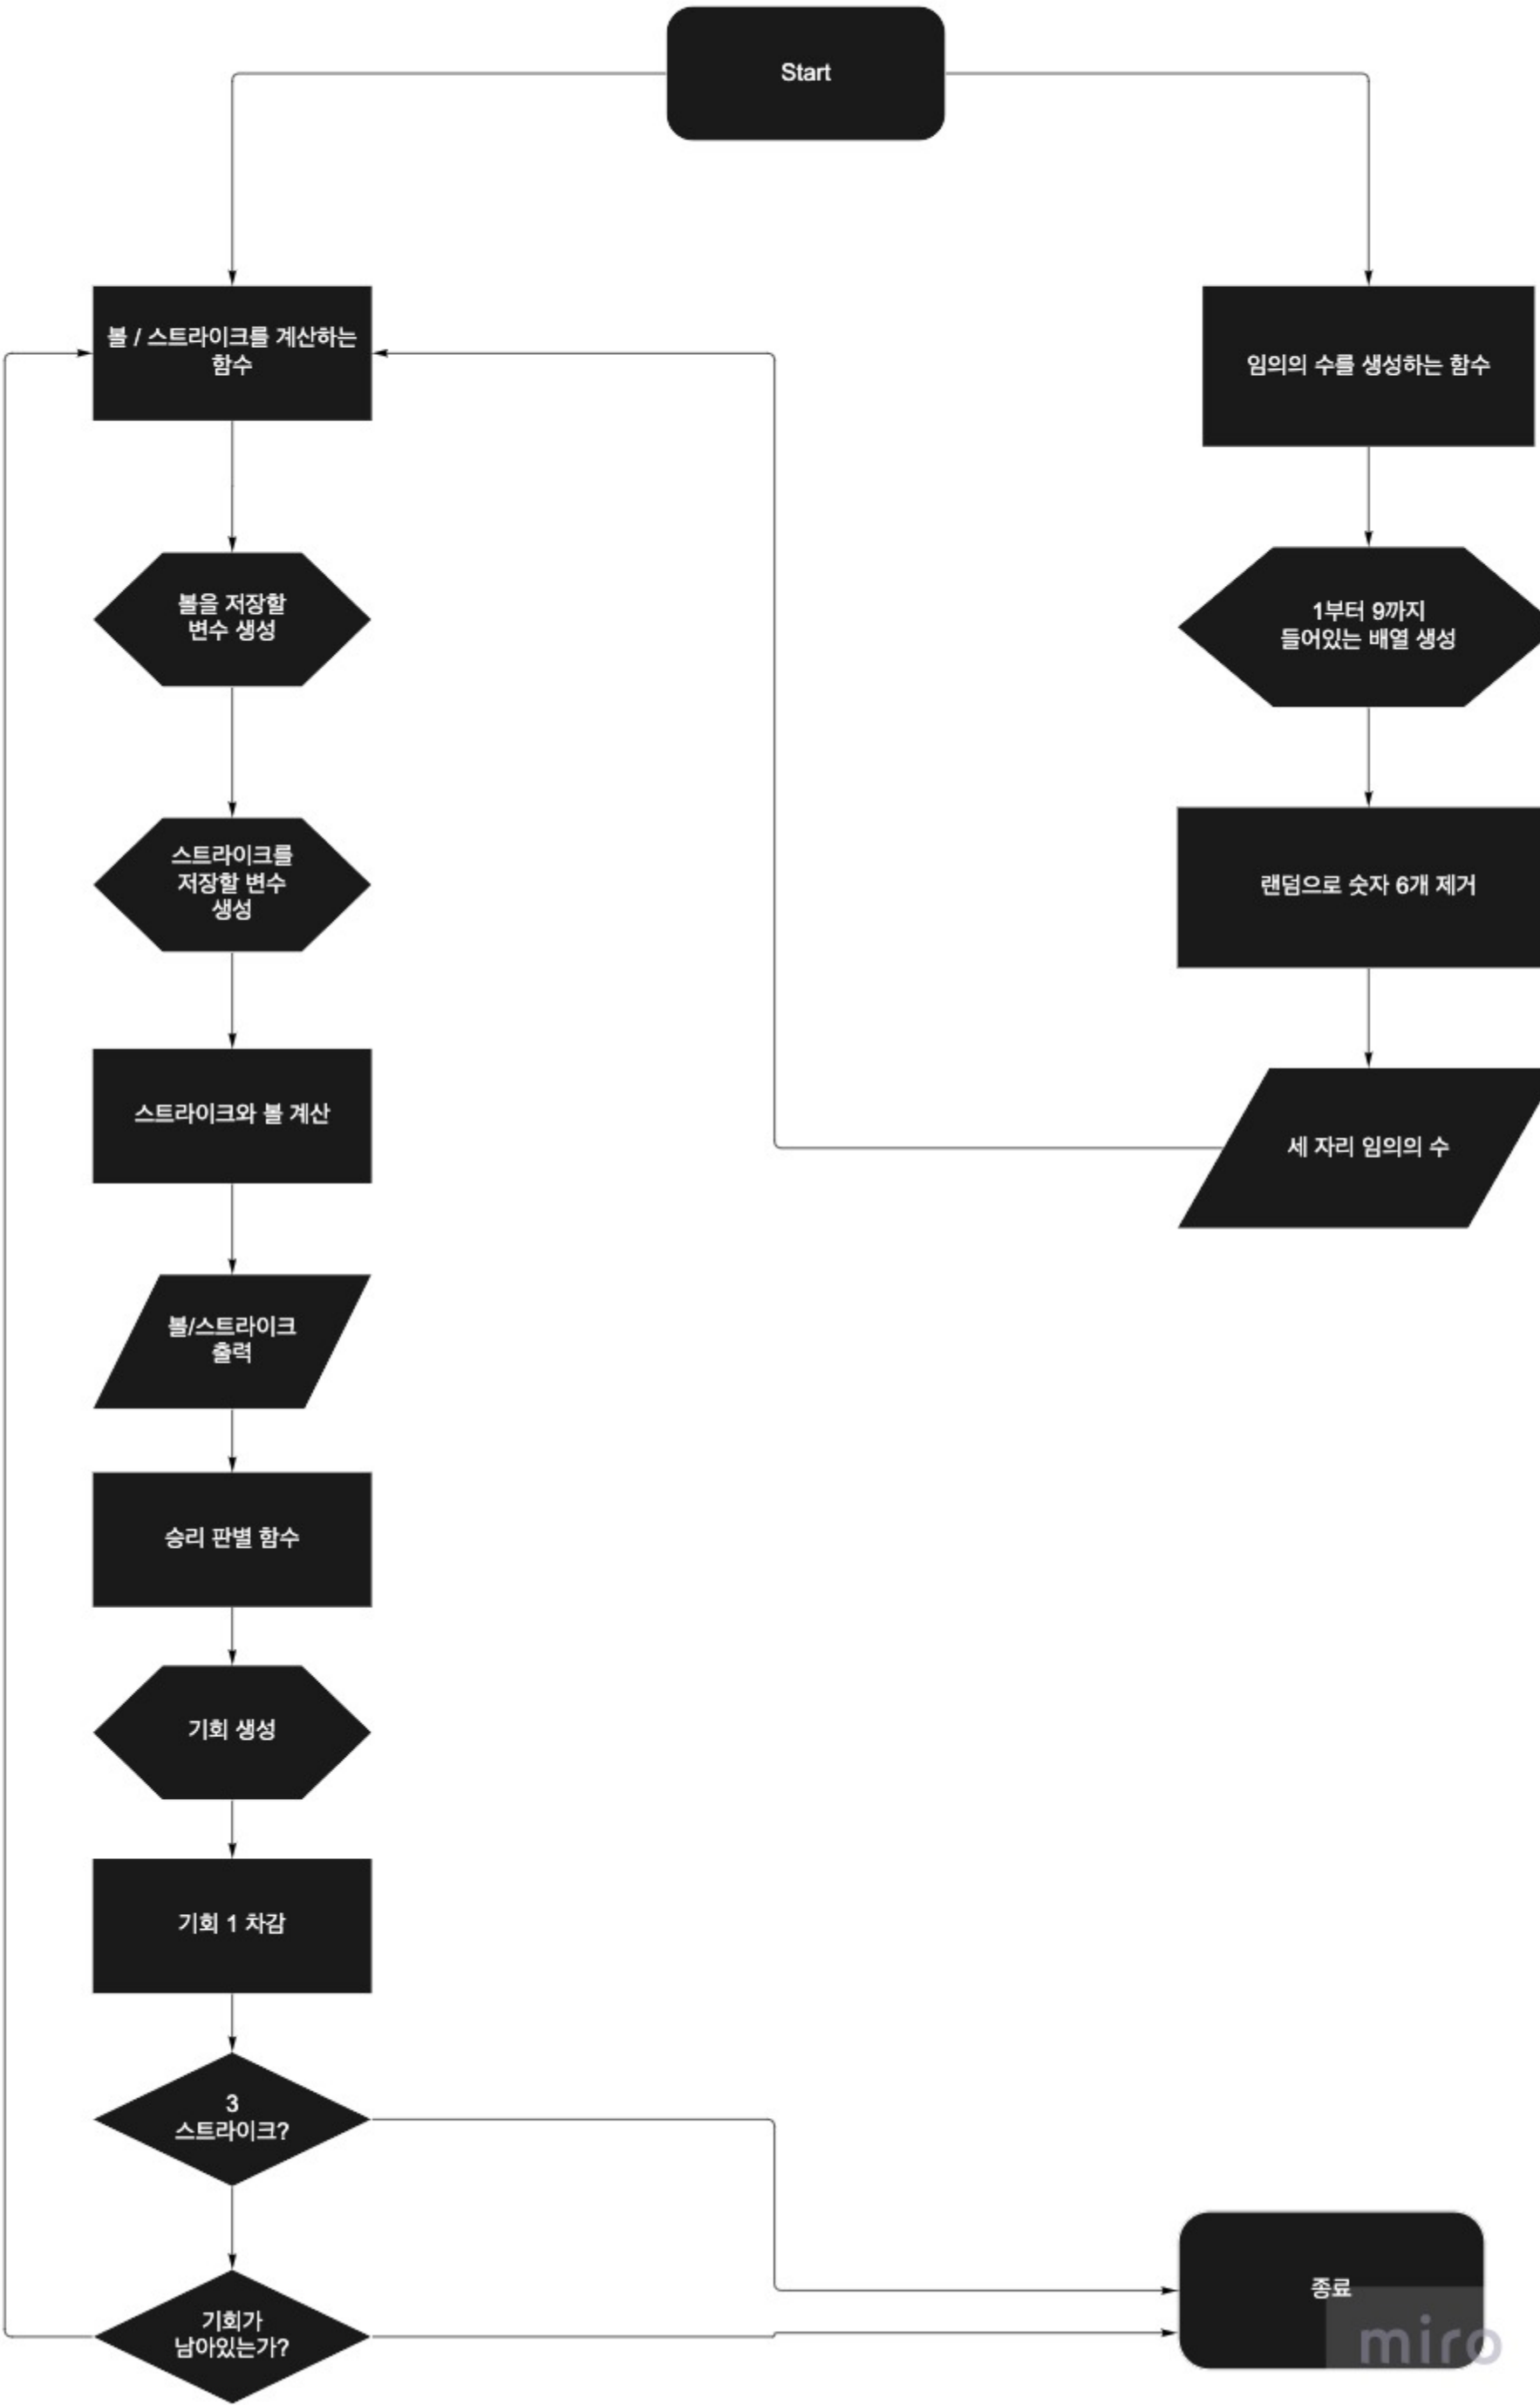 Start
볼 / 스트라이크를 계산하는
함수
임의의 수를 생성하는 함수
볼을 저장할
변수 생성
1부터 9까지
들어있는 배열 생성
스트라이크를
저장할 변수
생성
랜덤으로 숫자 6개 제거
스트라이크와 볼 계산
세 자리 임의의 수
볼/스트라이크
출력
승리 판별 함수
기회 생성
기회 1 차감
3
스트라이크?
기회가
남아있는가?
종료
miro